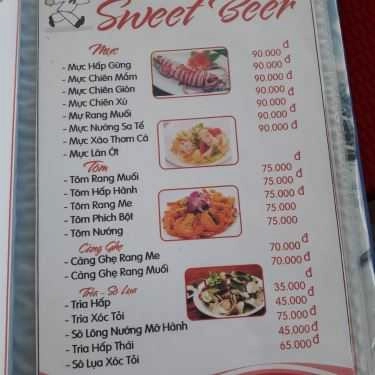 Sweet Beer
Mực đ
- Mực Hấp Gừng 90.000
- Mực Chiên Mắm 90.000
- Mực Chiên Giòn 90.000
- Mực Chiên Xù 90.000
- Mự Rang Muối 90.000
- Mực Nướng Sa Tế 90.000
- Mực Xào Thơm Cà 90.000
- Mực Lăn Ớt
Tôm đ
- Tôm Rang Muối 75.000
- Tôm Hấp Hành 75.000
- Tôm Rang Me 75.000
- Tôm Phích Bột 75.000
- Tôm Nướng 75.000
Càng Ghẹ đ
- Càng Ghẹ Rang Me 70.000
- Càng Ghẹ Rang Muối 70.000
Trìa - Sò Lụa đ
- Trìa Hấp 35.000
- Trìa Xóc Tỏi 45.000
- Sò Lông Nướng Mỡ Hành 75.000
- Trìa Hấp Thái 45.000 đ
- Sò Lụa Xóc Tỏi 65.000 đ